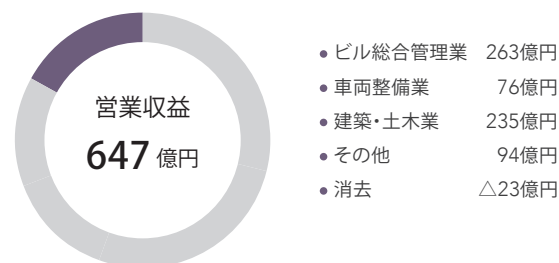 営業収益
647 億円
• ビル総合管理業 263億円
• 車両整備業 76億円
• 建築・土木業 235億円
• その他 94億円
• 消去 △23億円